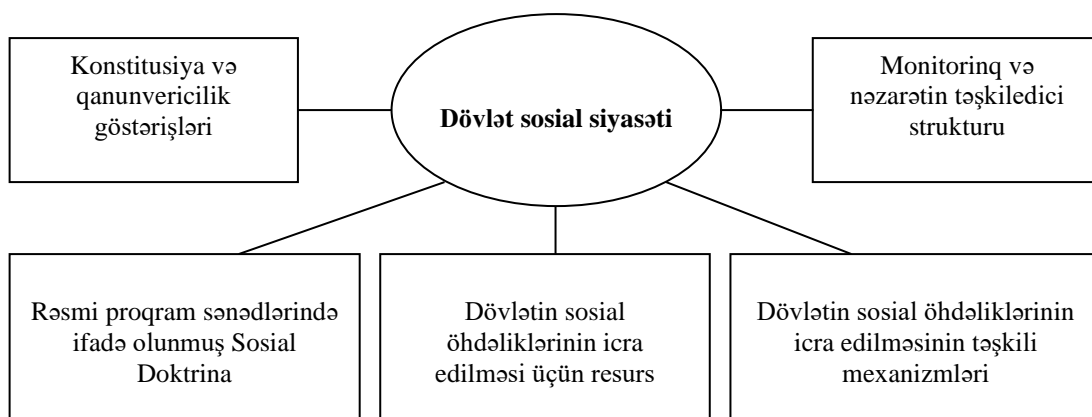 Konstitusiya və
qanunvericilik
göstərişləri
Dövlət sosial siyasəti
Monitorinq və
nəzarətin təşkiledici
strukturu
Rəsmi proqram sənədlərində
ifadə olunmuş Sosial
Doktrina
Dövlətin sosial
öhdəliklərinin icra
edilməsi üçün resurs
Dövlətin sosial öhdəliklərinin
icra edilməsinin təşkili
mexanizmləri